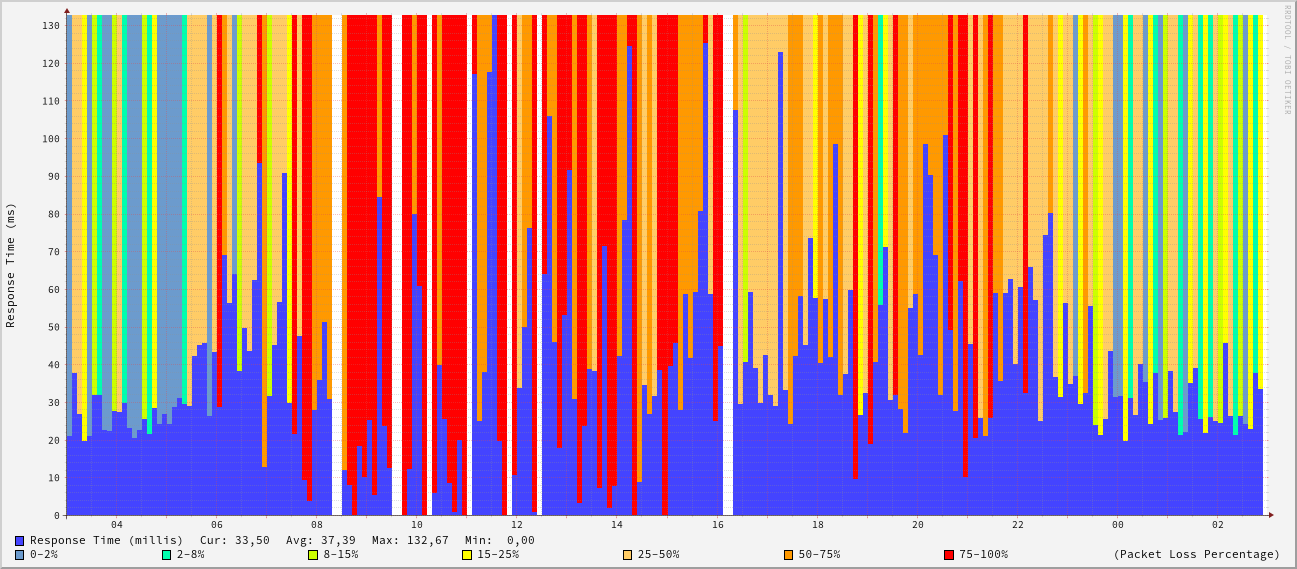 RRDTOOL / TOBI OETIKER
Response Time (ms)
130
120
110
100
90
80
70
60
50
40
30
20
10
0
04 06 08 10 12 14 16 18 20 22 00 02
Response Time (millis) Cur: 33,50 Avg: 37,39 Max: 132,67 Min: 0,00
0-2% 2-8% 8-15% 15-25% 25-50% 50-75% 75-100% (Packet Loss Percentage)